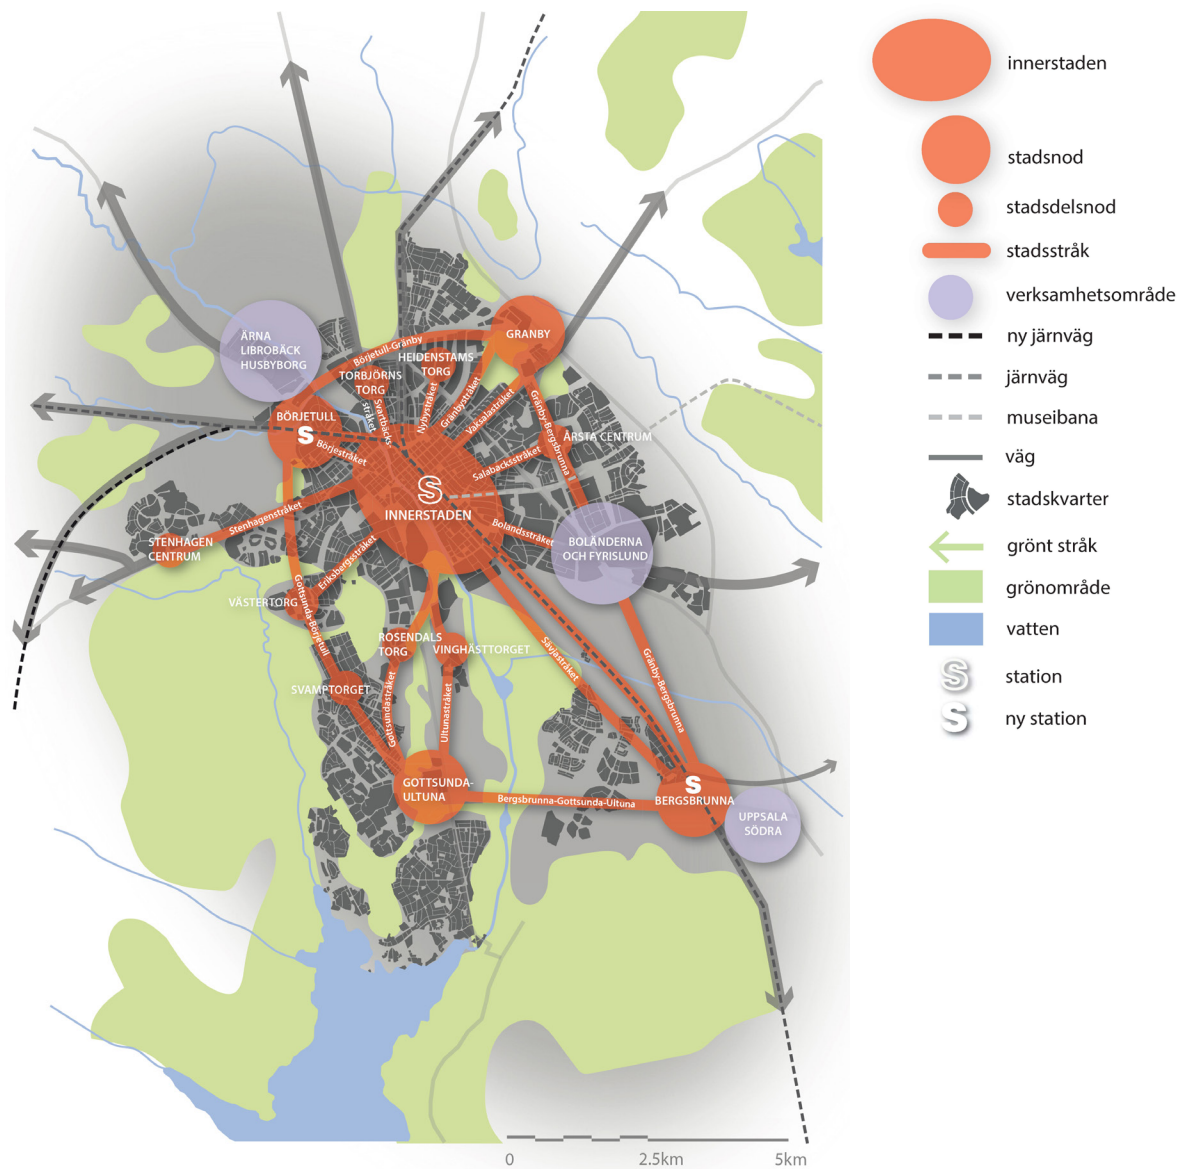 innerstaden
stadsnod
stadsdelsnod
stadsstråk
verksamhetsområde
ny järnväg
järnväg
museibana
väg
stadskvarter
grönt stråk
grönområde
vatten
S
station
S
ny station
ÄRNA
LIBROBÄCK
HUSBYBORG
GRANBY
Börjetull-Gränby
HEIDENSTAMS
TORG
TORBJÖRNS
TORG
Svartbäcks
stråket
Nybystråket
Gränbystråket
Vaksalastråket
Gränby-Bergsbrunna
BÖRJETULL
S
Börjestråket
ÅRSTA CENTRUM
Salabacksstråket
S
INNERSTADEN
Stenhagenstråket
STENHAGEN
CENTRUM
Bolandsstråket
BOLÄNDERNA
OCH FYRISLUND
Eriksbergsstråket
VÄSTERTORG
Gottsunda-Börjetull
ROSENDALS
TORG
VINGHÄSTTORGET
Sävjastråket
Gränby-Bergsbrunna
SVAMPTORGET
Gottsundastråket
Ultunastråket
GOTTSUNDA-
ULTUNA
Bergsbrunna-Gottsunda-Ultuna
S
BERGSBRUNNA
UPPSALA
SÖDRA
0 2.5km 5km